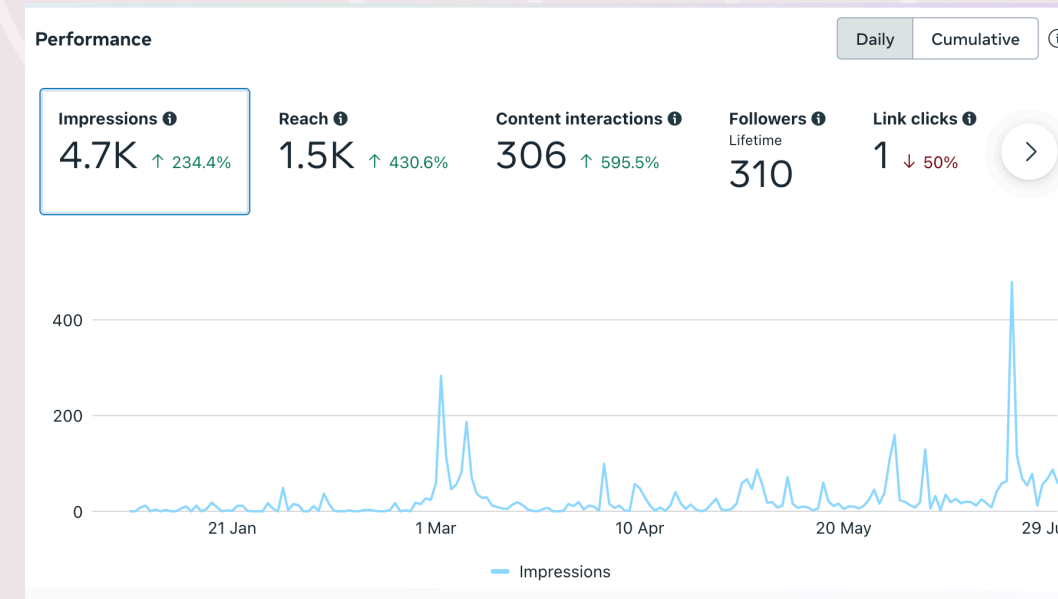 Performance
Daily Cumulative
Impressions Reach Content interactions Followers Link clicks
Lifetime
4.7K ↑ 234.4% 1.5K ↑ 430.6% 306 ↑ 595.5% 310 1 ↓ 50%
400
200
0
21 Jan 1 Mar 10 Apr 20 May 29
Impressions